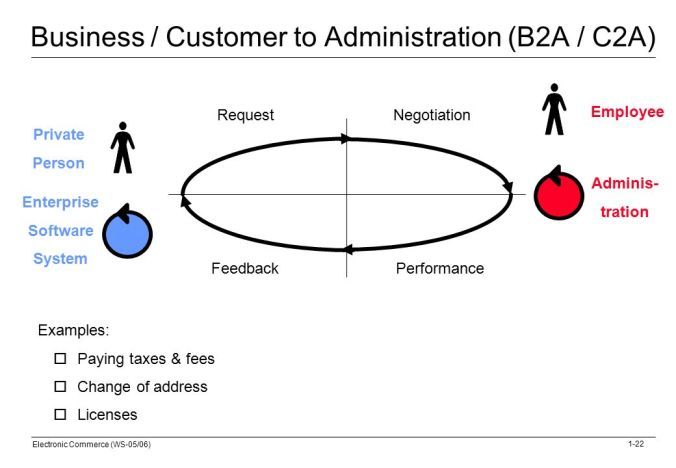 Business / Customer to Administration (B2A / C2A)
Request
Negotiation
Employee
Private
Person
Adminis-
tration
Enterprise
Software
System
Feedback
Performance
Examples:
Paying taxes & fees
Change of address
Licenses
Electronic Commerce (WS-05/06)
1-22